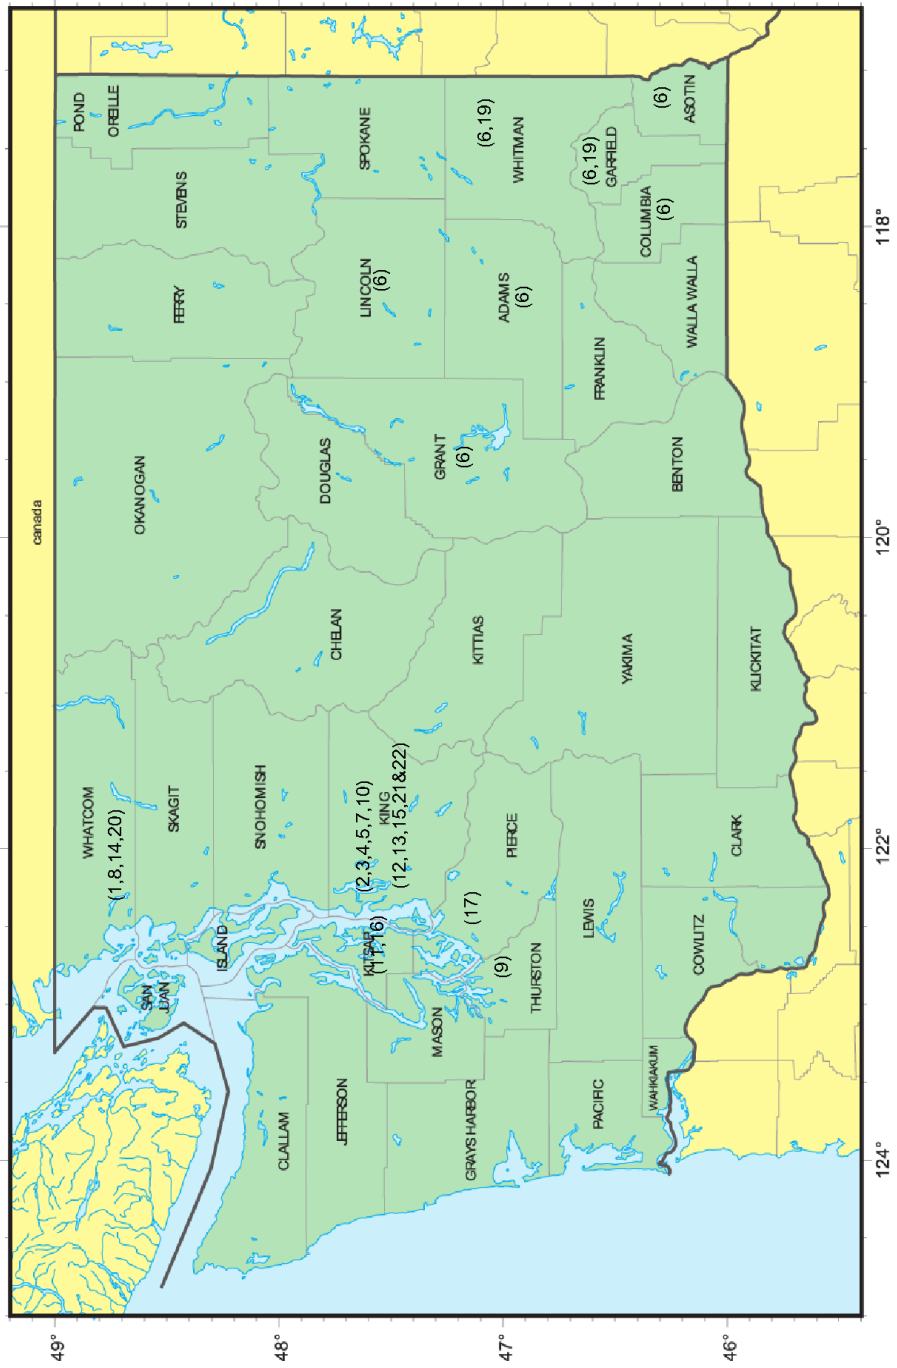 canada
49°
WHATCOM
(1,8,14,20)
OKANOGAN
FERRY
STEVENS
POND
OREILLE
SAN
JUAN
SKAGIT
ISLAND
SNOHOMISH
48°
CLALLAM
CHELAN
DOUGLAS
LINCOLN
(6)
SPOKANE
JEFFERSON
KITSAP
(11,16)
(2,3,4,5,7,10)
KING
(12,13,15,21&22)
GRANT
(6)
MASON
(17)
KITTIAS
ADAMS
(6)
(6,19)
WHITMAN
47°
GRAYS HARBOR
(9)
THURSTON
PIERCE
PACIFIC
LEWIS
YAKIMA
FRANKLIN
(6,19)
GARFIELD
BENTON
WALLA WALLA
COLUMBIA
(6)
(6)
ASOTIN
WAHKIAKUM
COWLITZ
CLARK
KLICKITAT
46°
124°
122°
120°
118°